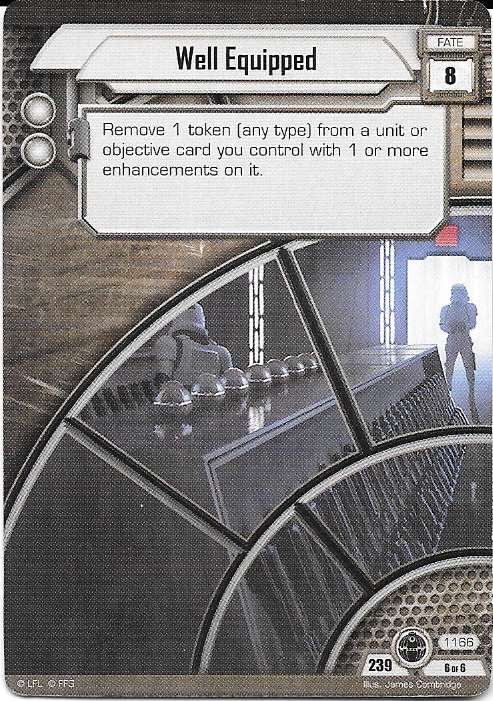 Well Equipped
FATE
8
Remove 1 token (any type) from a unit or
objective card you control with 1 or more
enhancements on it.
239
1166
6 OF 6
© LFL © FFG
Illus. James Combridge